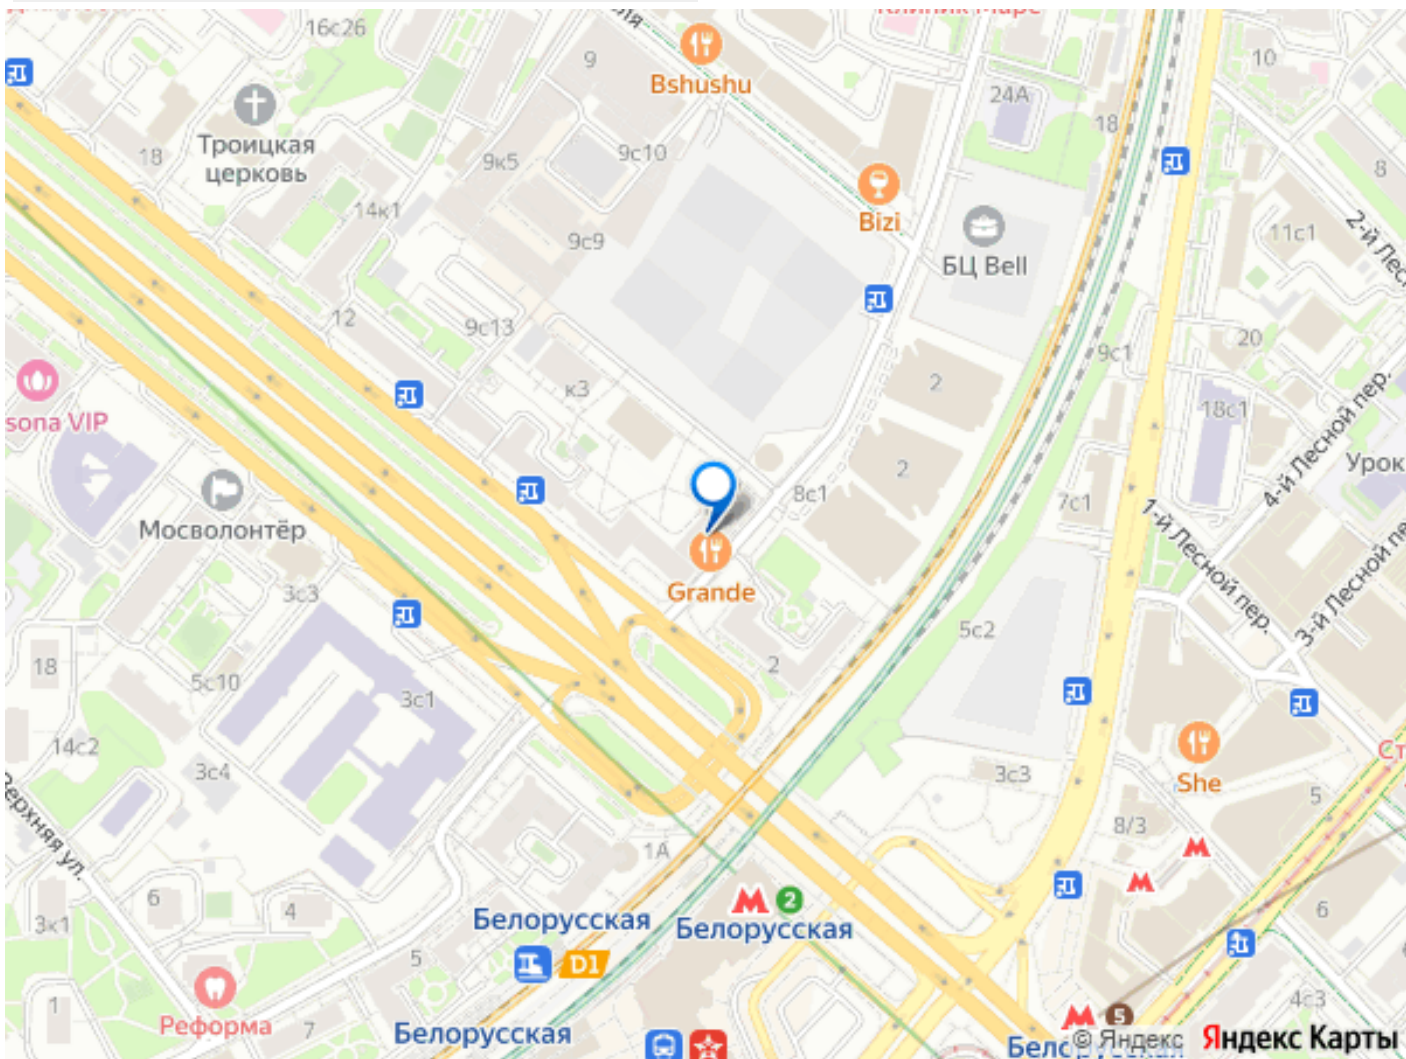 16с26
Клиник Марс
9
Bshushu
24А
10
18
Троицкая
церковь
18
9к5
9с10
8
14к1
Bizi
9с9
БЦ Bell
11с1
2-й Лес
12
9с13
20
9с1
к3
2
sona VIP
18с1
4-й Лесной пер.
2
Урок
Мосволонтёр
8с1
7с1
1-й Лесной пер.
Grande
3с3
3-й Лесной пе
5с2
18
2
5с10
3с1
14с2
3с4
3с3
She
Ст
5
8/3
Верхняя ул.
1А
6
4
3к1
Белорусская
2
Белорусская
6
D1
5
Реформа
7
1
Белорусская
4с3
5
Белорусская
© Яндекс Яндекс Карты